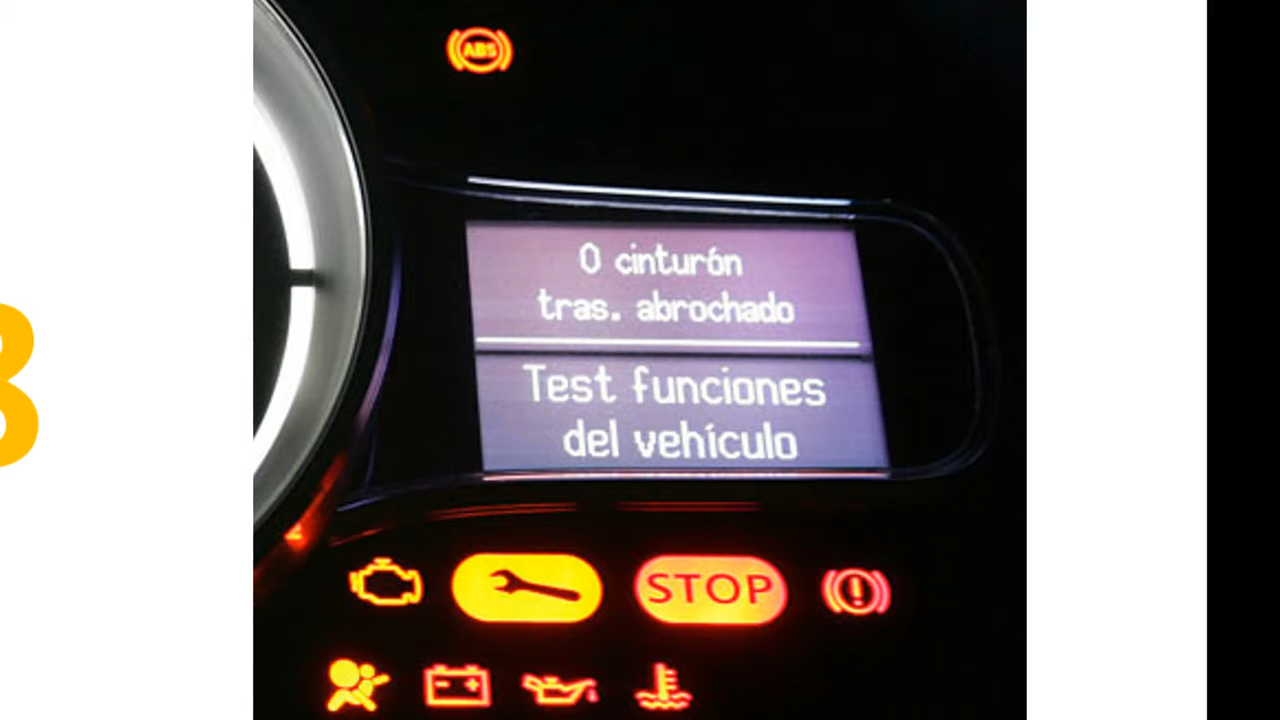 ABS
0 cinturón
tras. abrochado
Test funciones
del vehículo
STOP